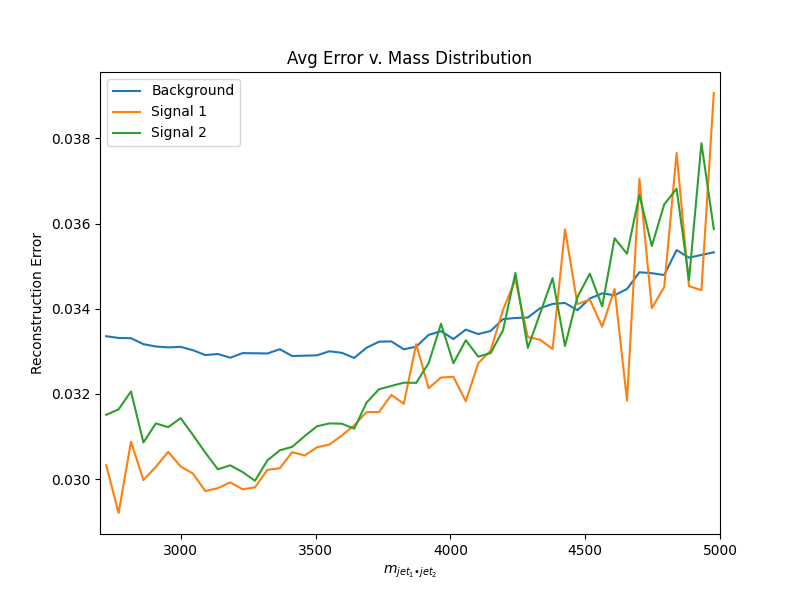 Avg Error v. Mass Distribution
Background
Signal 1
Signal 2
0.038
0.036
0.034
0.032
0.030
Reconstruction Error
3000 3500 4000 4500 5000
m_{jet_1•jet_2}